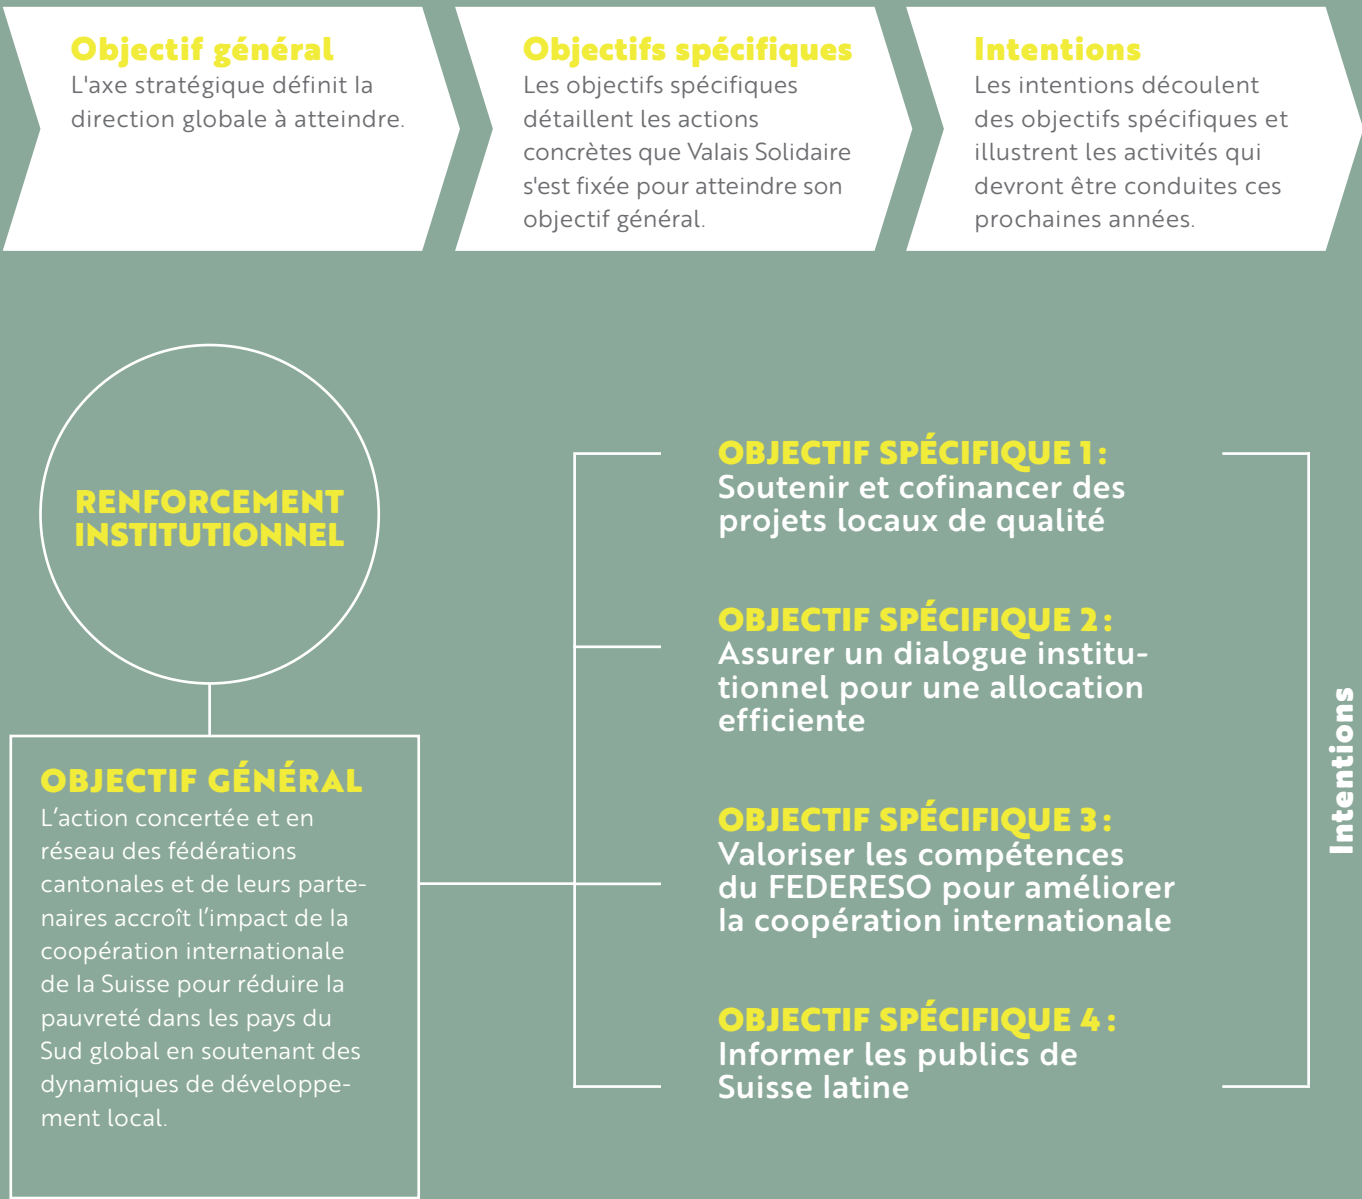 Objectif général
L'axe stratégique définit la
direction globale à atteindre.
Objectifs spécifiques
Les objectifs spécifiques
détaillent les actions
concrètes que Valais Solidaire
s'est fixée pour atteindre son
objectif général.
Intentions
Les intentions découlent
des objectifs spécifiques et
illustrent les activités qui
devront être conduites ces
prochaines années.
RENFORCEMENT
INSTITUTIONNEL
OBJECTIF GÉNÉRAL
L’action concertée et en
réseau des fédérations
cantonales et de leurs parte-
naires accroît l’impact de la
coopération internationale
de la Suisse pour réduire la
pauvreté dans les pays du
Sud global en soutenant des
dynamiques de développe-
ment local.
OBJECTIF SPÉCIFIQUE 1 :
Soutenir et cofinancer des
projets locaux de qualité
OBJECTIF SPÉCIFIQUE 2 :
Assurer un dialogue institu-
tionnel pour une allocation
efficiente
OBJECTIF SPÉCIFIQUE 3 :
Valoriser les compétences
du FEDERESO pour améliorer
la coopération internationale
OBJECTIF SPÉCIFIQUE 4 :
Informer les publics de
Suisse latine
Intentions